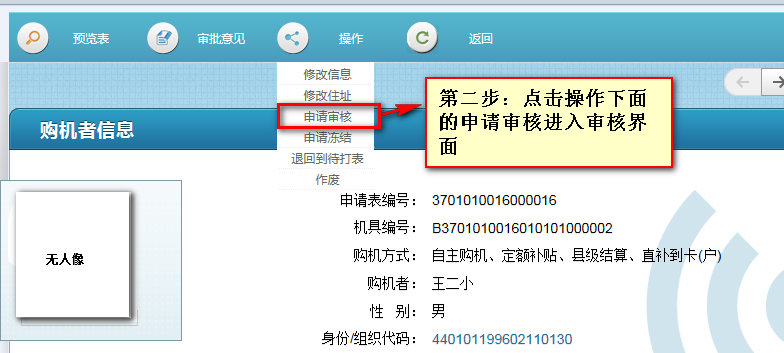 预览表 审批意见 操作 返回
修改信息
修改住址
申请审核
申请冻结
退回到待打表
作废
第二步：点击操作下面
的申请审核进入审核界
面
购机者信息
无人像
申请表编号： 3701010016000016
机具编号： B3701010016010101000002
购机方式： 自主购机、定额补贴、县级结算、直补到卡(户)
购机者： 王二小
性 别： 男
身份/组织代码： 440101199602110130